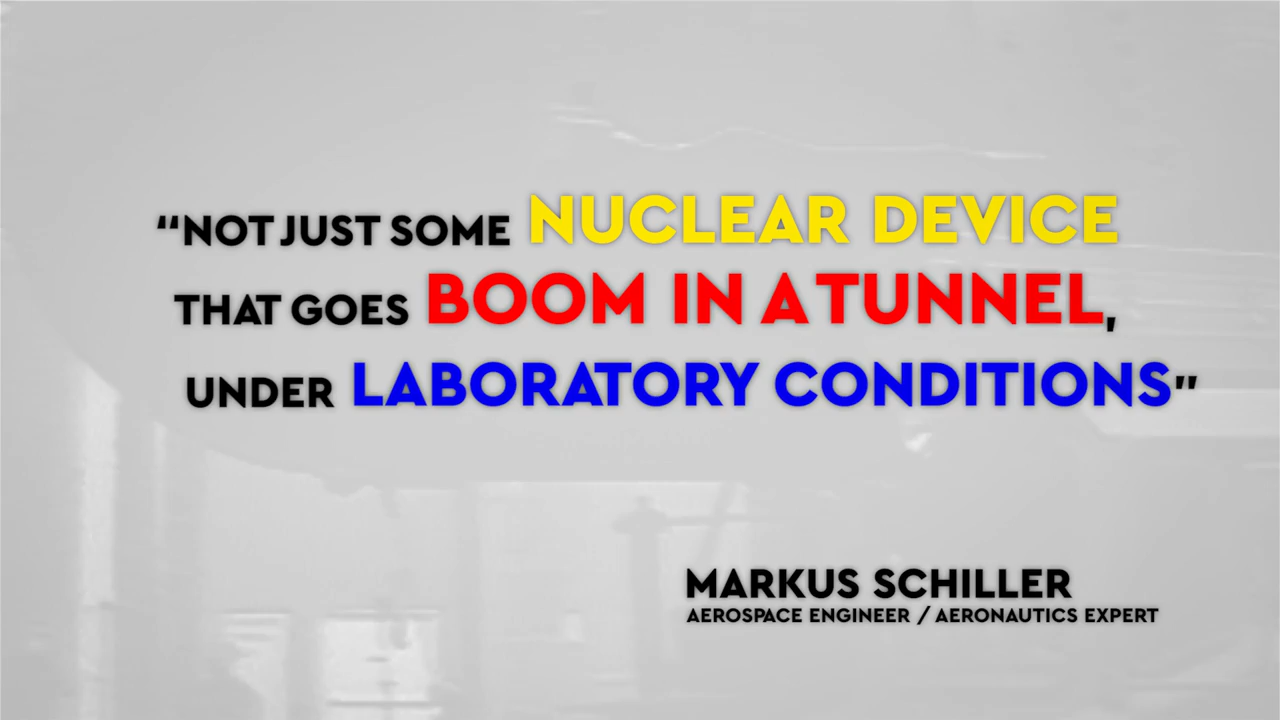 “NOT JUST SOME NUCLEAR DEVICE
THAT GOES BOOM IN A TUNNEL,
UNDER LABORATORY CONDITIONS”
MARKUS SCHILLER
AEROSPACE ENGINEER / AERONAUTICS EXPERT